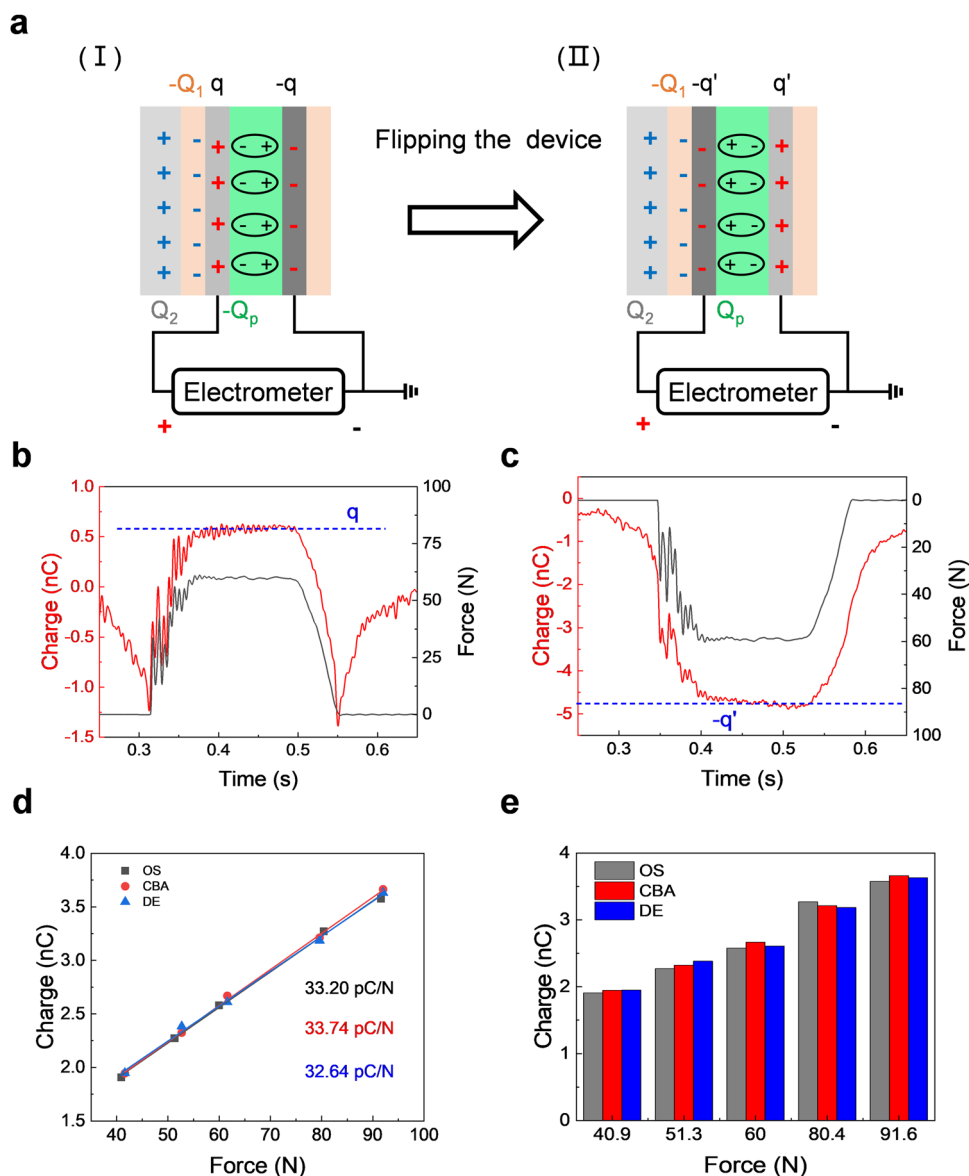 a
(Ⅰ)
(Ⅱ)
-Q1 q -q
-Q1 -q' q'
Flipping the device
Q2 -Qp
Q2 Qp
Electrometer
+ -
Electrometer
+ -
b
1.0
0.5
0.0
-0.5
-1.0
-1.5
Charge (nC)
q
100
75
50
25
0
Force (N)
0.3 0.4 0.5 0.6
Time (s)
c
0
-1
-2
-3
-4
-5
Charge (nC)
-q'
0
20
40
60
80
100
Force (N)
0.3 0.4 0.5 0.6
Time (s)
d
4.0
3.5
3.0
2.5
2.0
1.5
Charge (nC)
OS
CBA
DE
33.20 pC/N
33.74 pC/N
32.64 pC/N
40 50 60 70 80 90 100
Force (N)
e
4
3
2
1
0
Charge (nC)
OS
CBA
DE
40.9 51.3 60 80.4 91.6
Force (N)